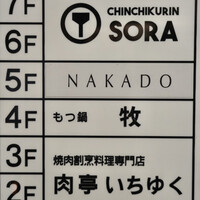 7F
CHINCHIKURIN
6F
SORA
5F NAKADO
4F もつ鍋 牧
3F 焼肉割烹料理専門店
2F 肉亭いちゆく